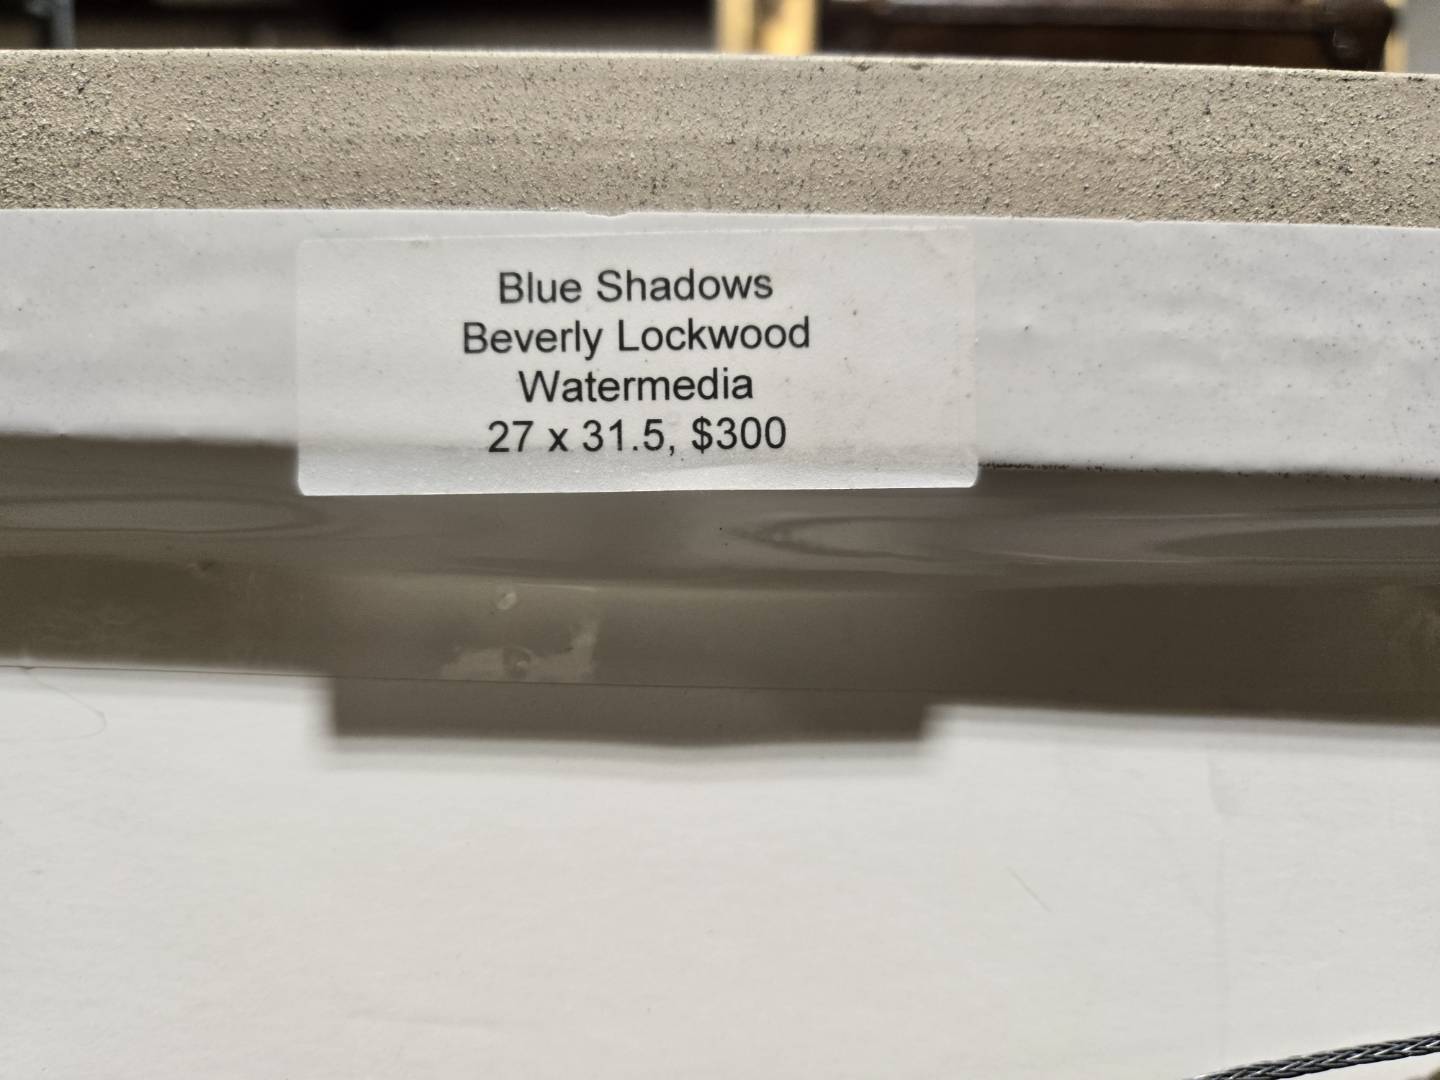 Blue Shadows
Beverly Lockwood
Watermedia
27 x 31.5, $300